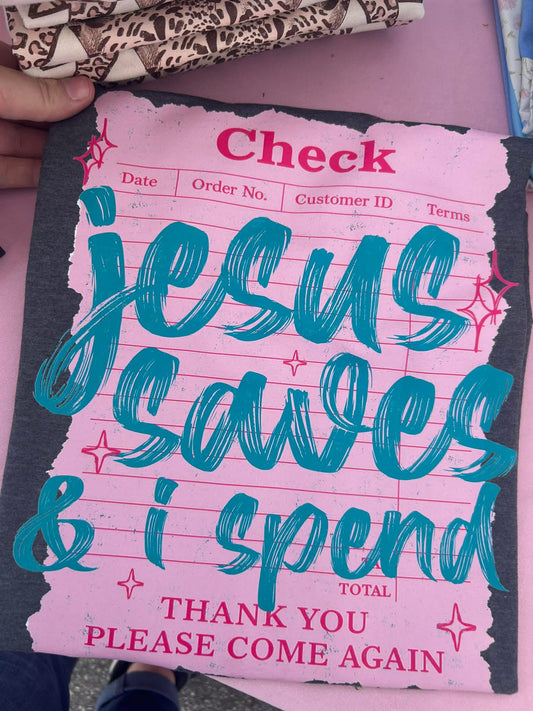 Check
Date Order No. Customer ID Terms
jesus
saves
& i spend
TOTAL
THANK YOU
PLEASE COME AGAIN